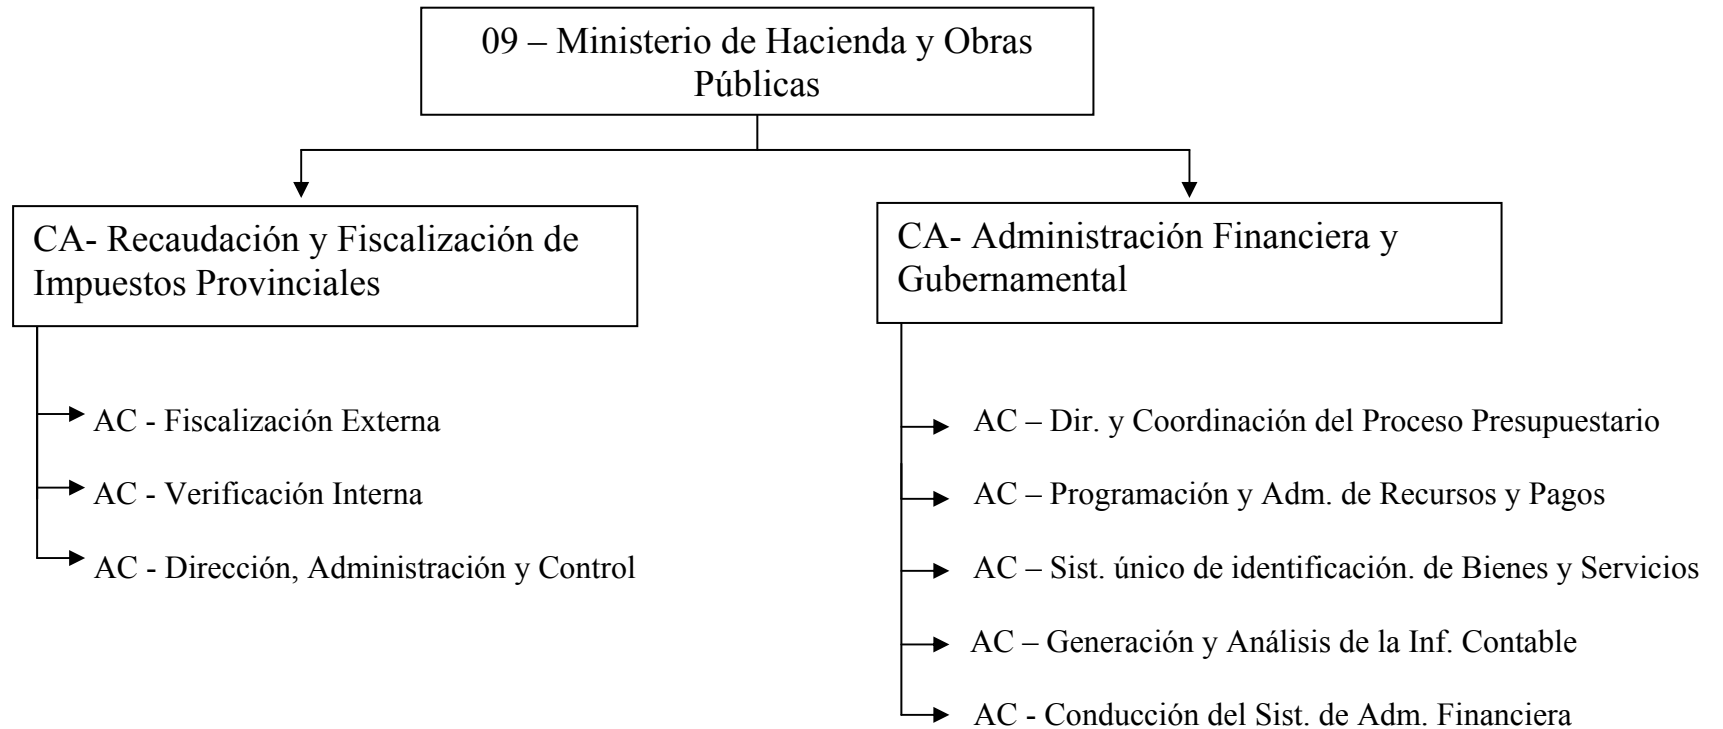 09 – Ministerio de Hacienda y Obras
Públicas
CA- Recaudación y Fiscalización de
Impuestos Provinciales
AC - Fiscalización Externa
AC - Verificación Interna
AC - Dirección, Administración y Control
CA- Administración Financiera y
Gubernamental
AC – Dir. y Coordinación del Proceso Presupuestario
AC – Programación y Adm. de Recursos y Pagos
AC – Sist. único de identificación. de Bienes y Servicios
AC – Generación y Análisis de la Inf. Contable
AC - Conducción del Sist. de Adm. Financiera